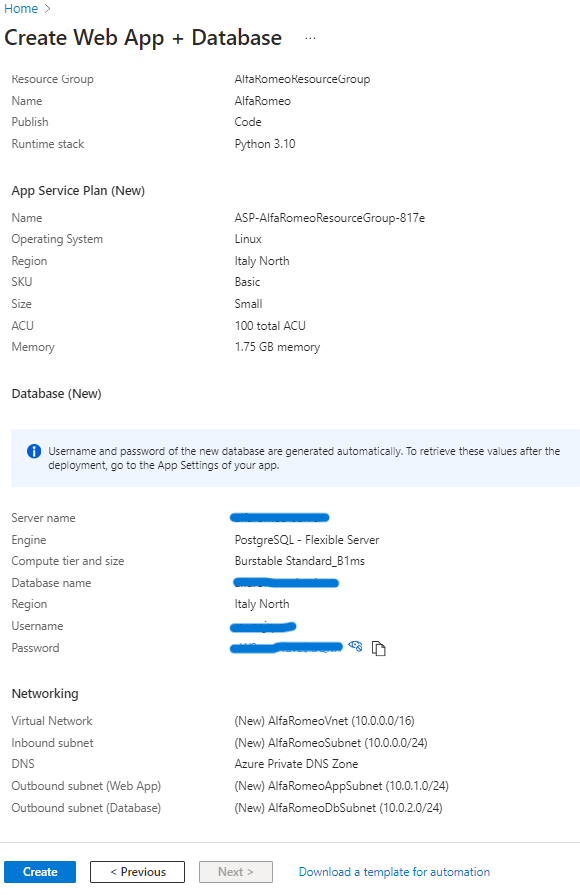 Home >
Create Web App + Database ...
Resource Group AlfaRomeoResourceGroup
Name AlfaRomeo
Publish Code
Runtime stack Python 3.10
App Service Plan (New)
Name ASP-AlfaRomeoResourceGroup-817e
Operating System Linux
Region Italy North
SKU Basic
Size Small
ACU 100 total ACU
Memory 1.75 GB memory
Database (New)
Username and password of the new database are generated automatically. To retrieve these values after the
deployment, go to the App Settings of your app.
Server name
Engine PostgreSQL - Flexible Server
Compute tier and size Burstable Standard_B1ms
Database name
Region Italy North
Username
Password
Networking
Virtual Network (New) AlfaRomeoVnet (10.0.0.0/16)
Inbound subnet (New) AlfaRomeoSubnet (10.0.0.0/24)
DNS Azure Private DNS Zone
Outbound subnet (Web App) (New) AlfaRomeoAppSubnet (10.0.1.0/24)
Outbound subnet (Database) (New) AlfaRomeoDbSubnet (10.0.2.0/24)
Create < Previous Next > Download a template for automation